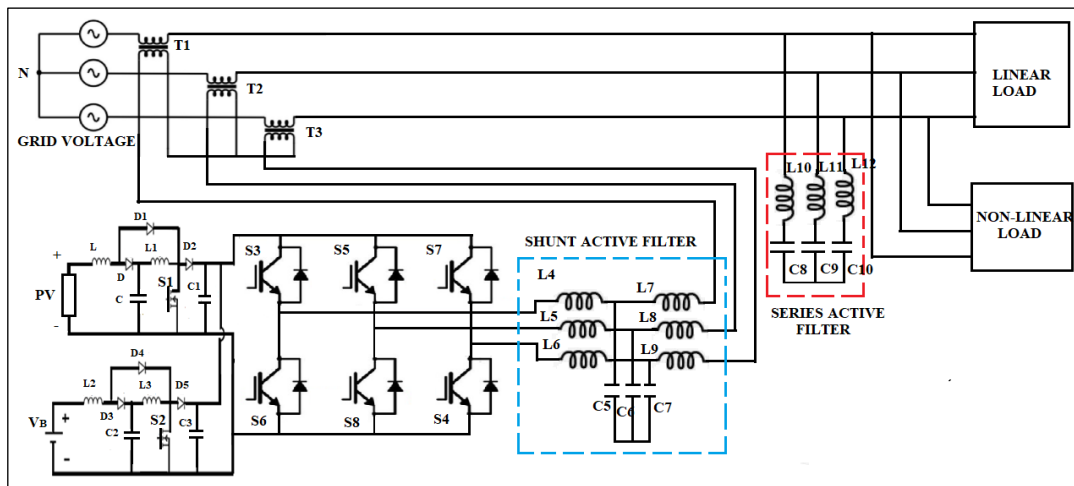 T1
N
T2
T3
GRID VOLTAGE
LINEAR
LOAD
L10
L11
L12
NON-LINEAR
LOAD
C8
C9
C10
SERIES ACTIVE
FILTER
SHUNT ACTIVE FILTER
L4
L7
L5
L8
L6
L9
C5
C6
C7
D1
L
L1
D2
+
D
S1
PV
C
C1
-
S3
S5
S7
D4
L2
L3
D5
+
D3
S2
VB
C2
C3
-
S6
S8
S4